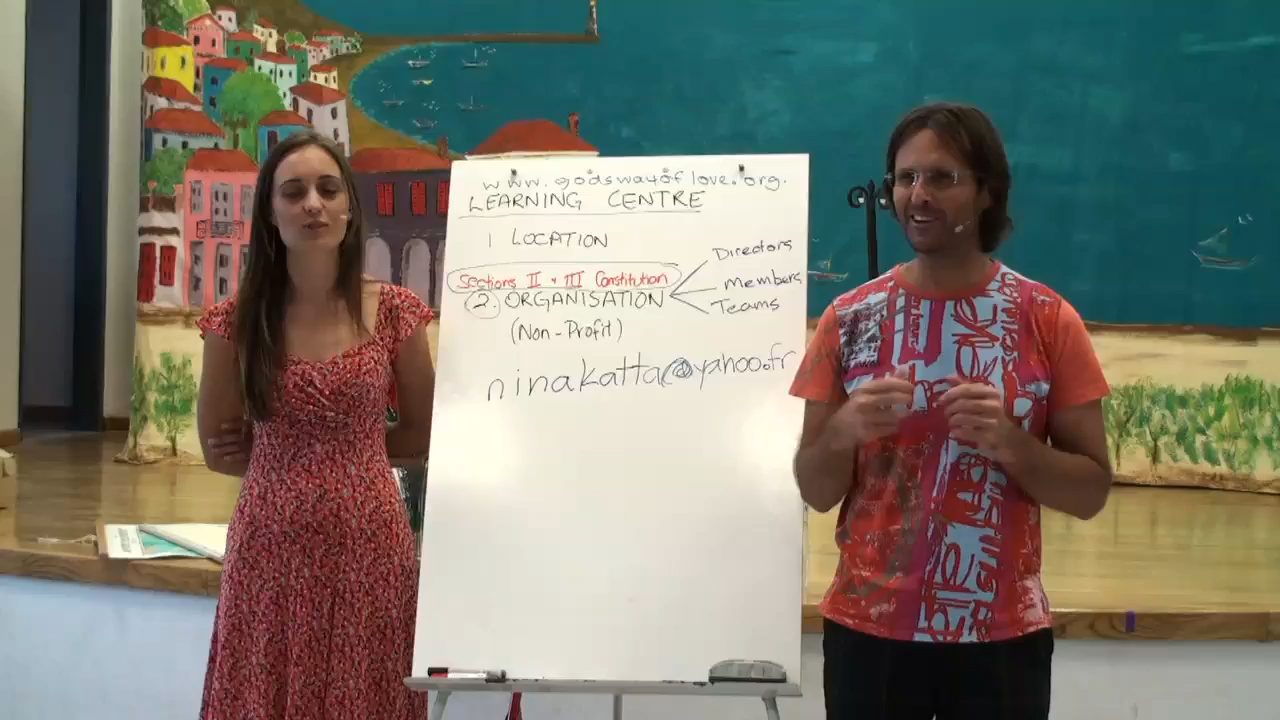 www.godswayoflove.org.
LEARNING CENTRE
1 LOCATION
Sections II + III Constitution
2. ORGANISATION
Directors
Members
Teams
(Non-Profit)
ninakatta@yahoo.fr